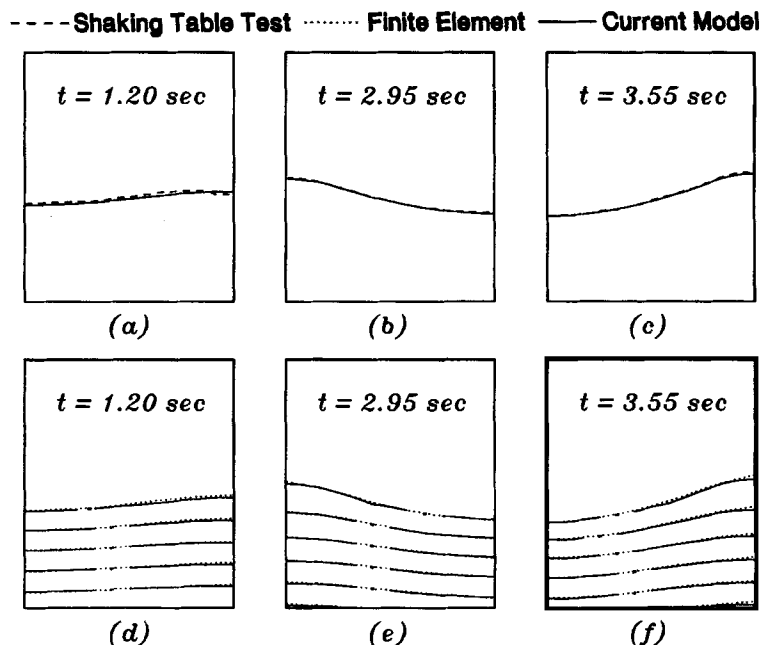 Shaking Table Test Finite Element Current Model
t = 1.20 sec t = 2.95 sec t = 3.55 sec
(a) (b) (c)
t = 1.20 sec t = 2.95 sec t = 3.55 sec
(d) (e) (f)